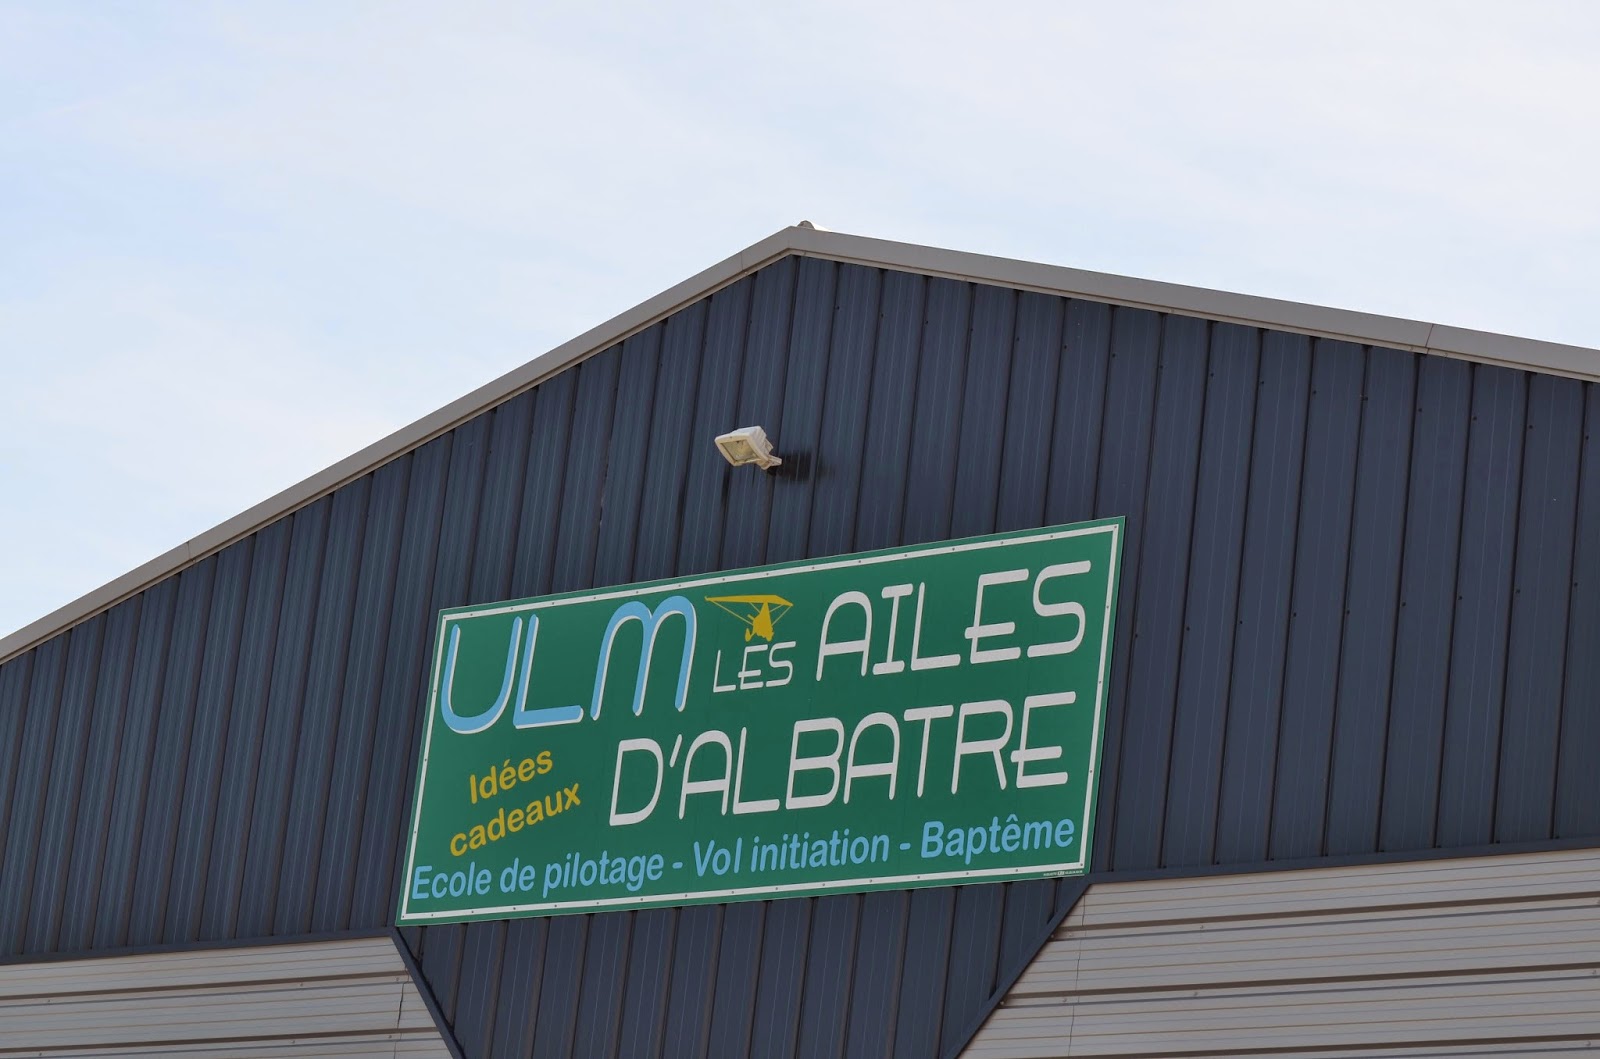 ULM LES AILES
D'ALBATRE
Idées
cadeaux
Ecole de pilotage - Vol initiation - Baptême